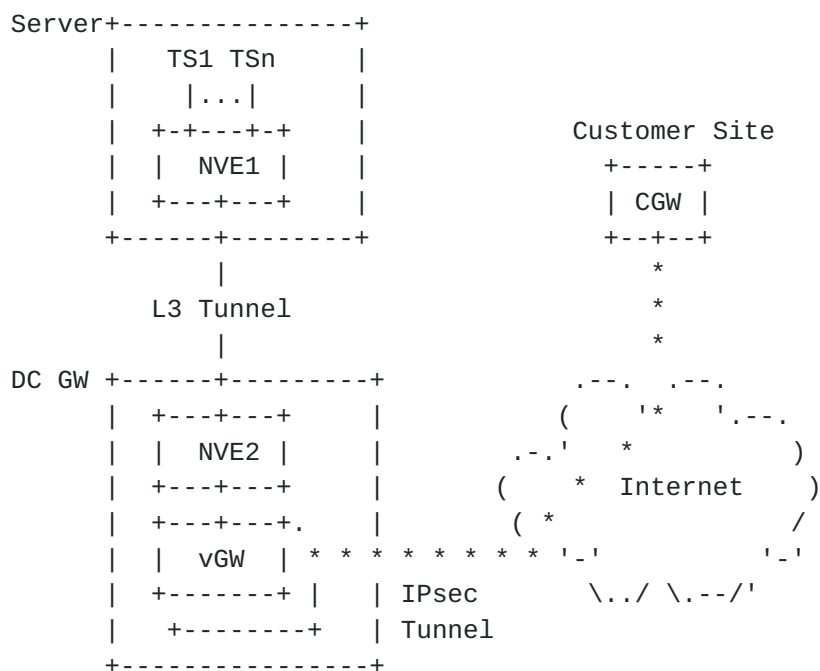 Server+---------------+
      |   TS1 TSn     |
      |    |...|      |
      |  +-+---+-+    |             Customer Site
      |  |  NVE1 |    |               +-----+
      |  +---+---+    |               | CGW |
      +------+--------+               +--+--+
             |                           *
         L3 Tunnel                       *
             |                           *
DC GW +------+---------+            .--.  .--.
      |  +---+---+     |           (    '*   '.--.
      |  |  NVE2 |     |        .-.'   *          )
      |  +---+---+     |       (    *  Internet    )
      |  +---+---+.    |        ( *               /
      |  |  vGW  | * * * * * * * * '-'          '-'
      |  +-------+ |   | IPsec       \../ \.--/'
      |   +--------+   | Tunnel
      +----------------+